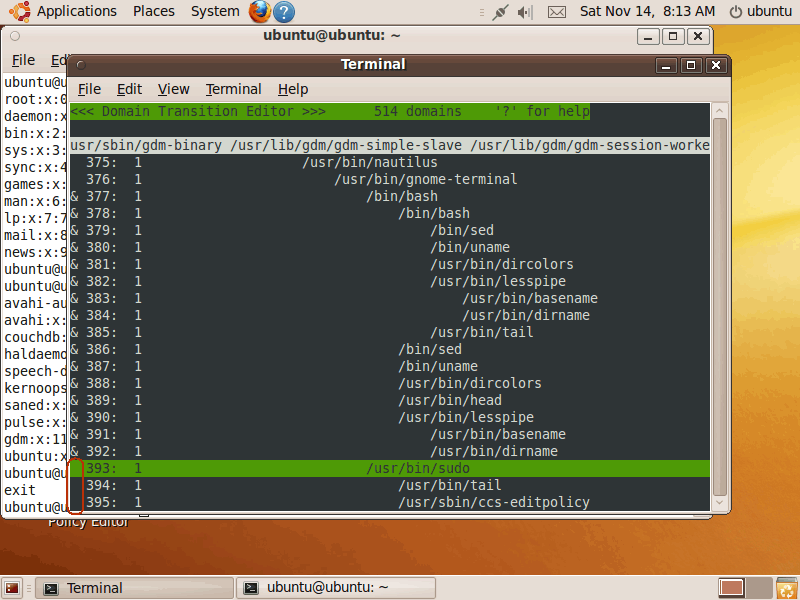 Applications Places System ? Sat Nov 14, 8:13 AM ubuntu
ubuntu@ubuntu: ~
File Ed
ubuntu@u
root:x:0
daemon:x
bin:x:2:
sys:x:3:
sync:x:4
games:x:
man:x:6:
lp:x:7:7
mail:x:8
news:x:9
ubuntu@u
ubuntu@u
avahi-au
avahi:x:
couchdb:
haldaemo
speech-d
kernoops
saned:x:
pulse:x:
gdm:x:11
ubuntu:x
ubuntu@u
exit
ubuntu@u
Terminal
File Edit View Terminal Help
<<< Domain Transition Editor >>> 514 domains '?' for help
usr/sbin/gdm-binary /usr/lib/gdm/gdm-simple-slave /usr/lib/gdm/gdm-session-worke
375: 1 /usr/bin/nautilus
376: 1 /usr/bin/gnome-terminal
& 377: 1 /bin/bash
& 378: 1 /bin/bash
& 379: 1 /bin/sed
& 380: 1 /bin/uname
& 381: 1 /usr/bin/dircolors
& 382: 1 /usr/bin/lesspipe
& 383: 1 /usr/bin/basename
& 384: 1 /usr/bin/dirname
& 385: 1 /usr/bin/tail
& 386: 1 /bin/sed
& 387: 1 /bin/uname
& 388: 1 /usr/bin/dircolors
& 389: 1 /usr/bin/head
& 390: 1 /usr/bin/lesspipe
& 391: 1 /usr/bin/basename
& 392: 1 /usr/bin/dirname
393: 1 /usr/bin/sudo
394: 1 /usr/bin/tail
395: 1 /usr/sbin/ccs-editpolicy
Policy Editor
Terminal
ubuntu@ubuntu: ~